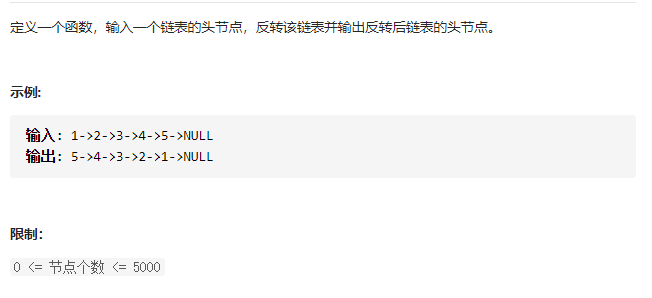 定义一个函数，输入一个链表的头节点，反转该链表并输出反转后链表的头节点。
示例:
输入: 1->2->3->4->5->NULL
输出: 5->4->3->2->1->NULL
限制：
0 <= 节点个数 <= 5000